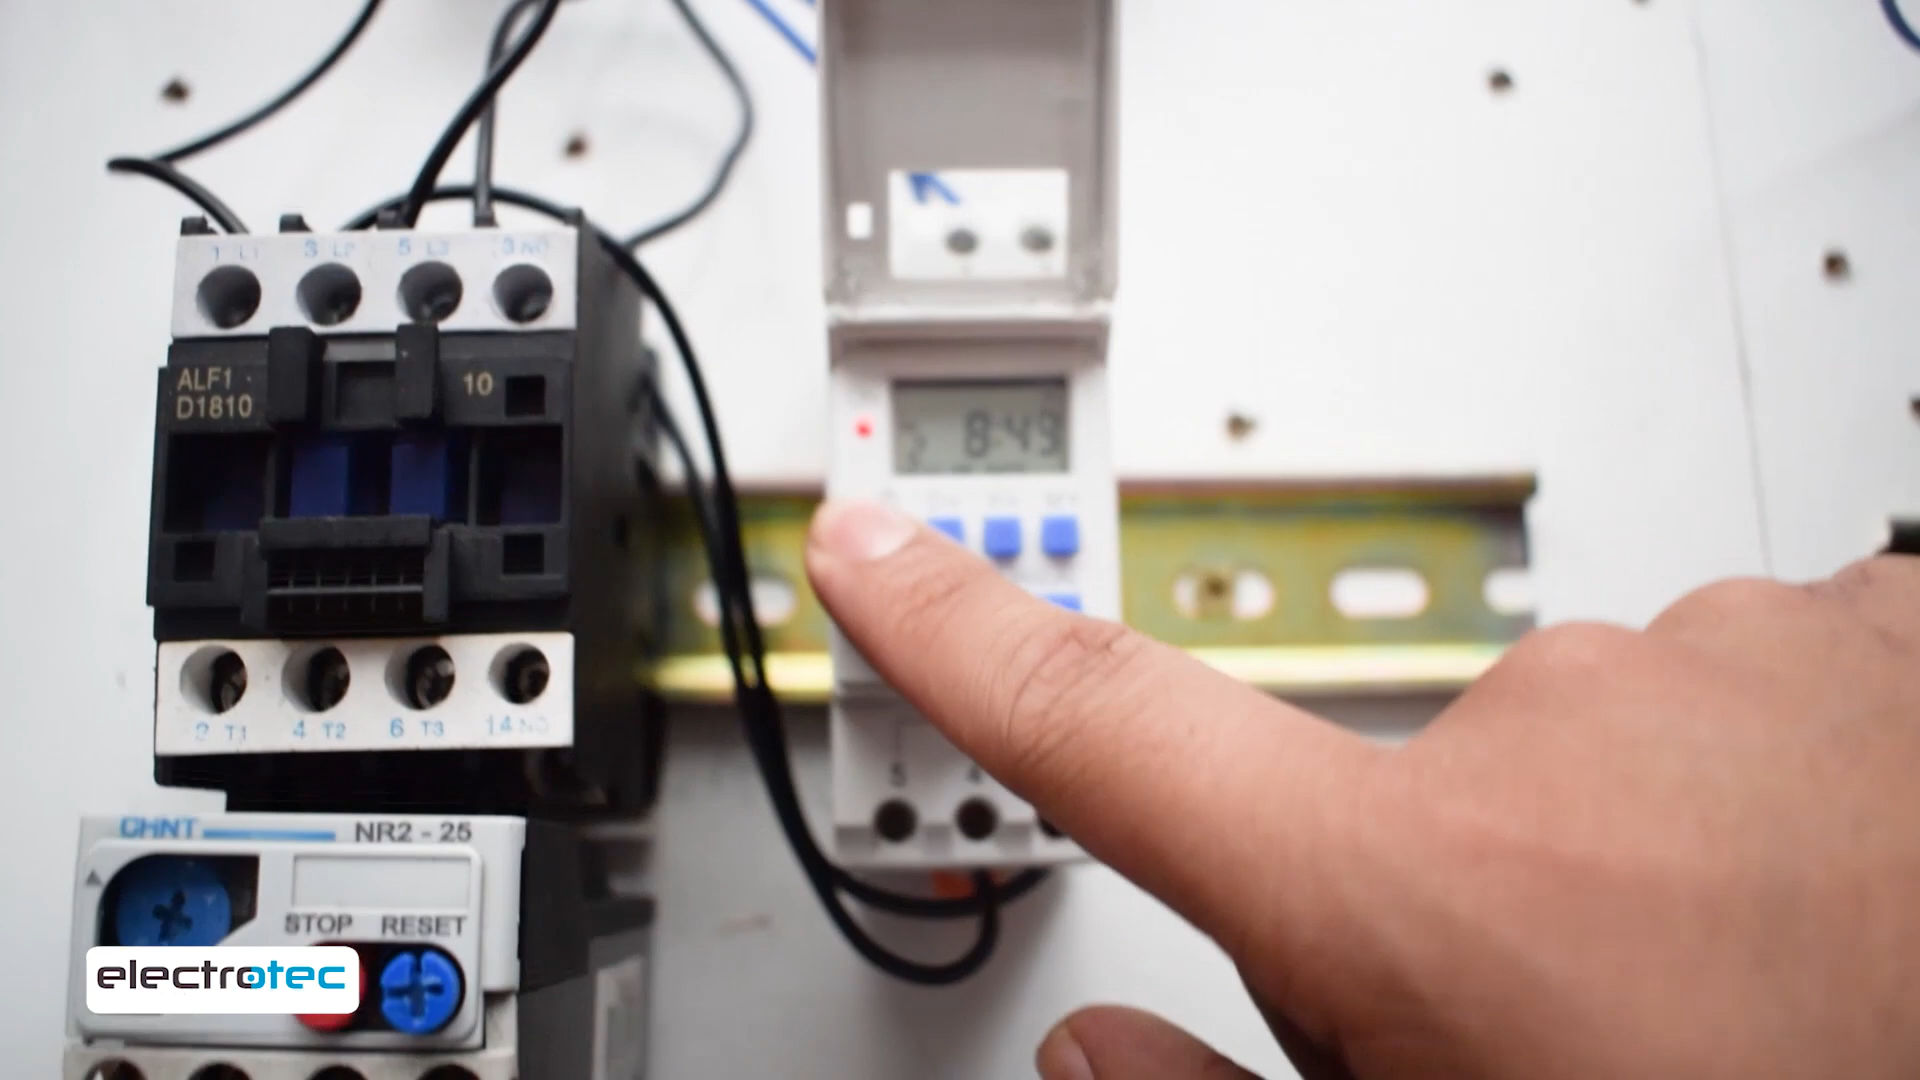 1 L1 3 L2 5 L3 3 NO
ALF1
D1810
10
8:49
2 T1 4 T2 6 T3 14 NO
5 4
CHNT NR2-25
STOP RESET
electrotec